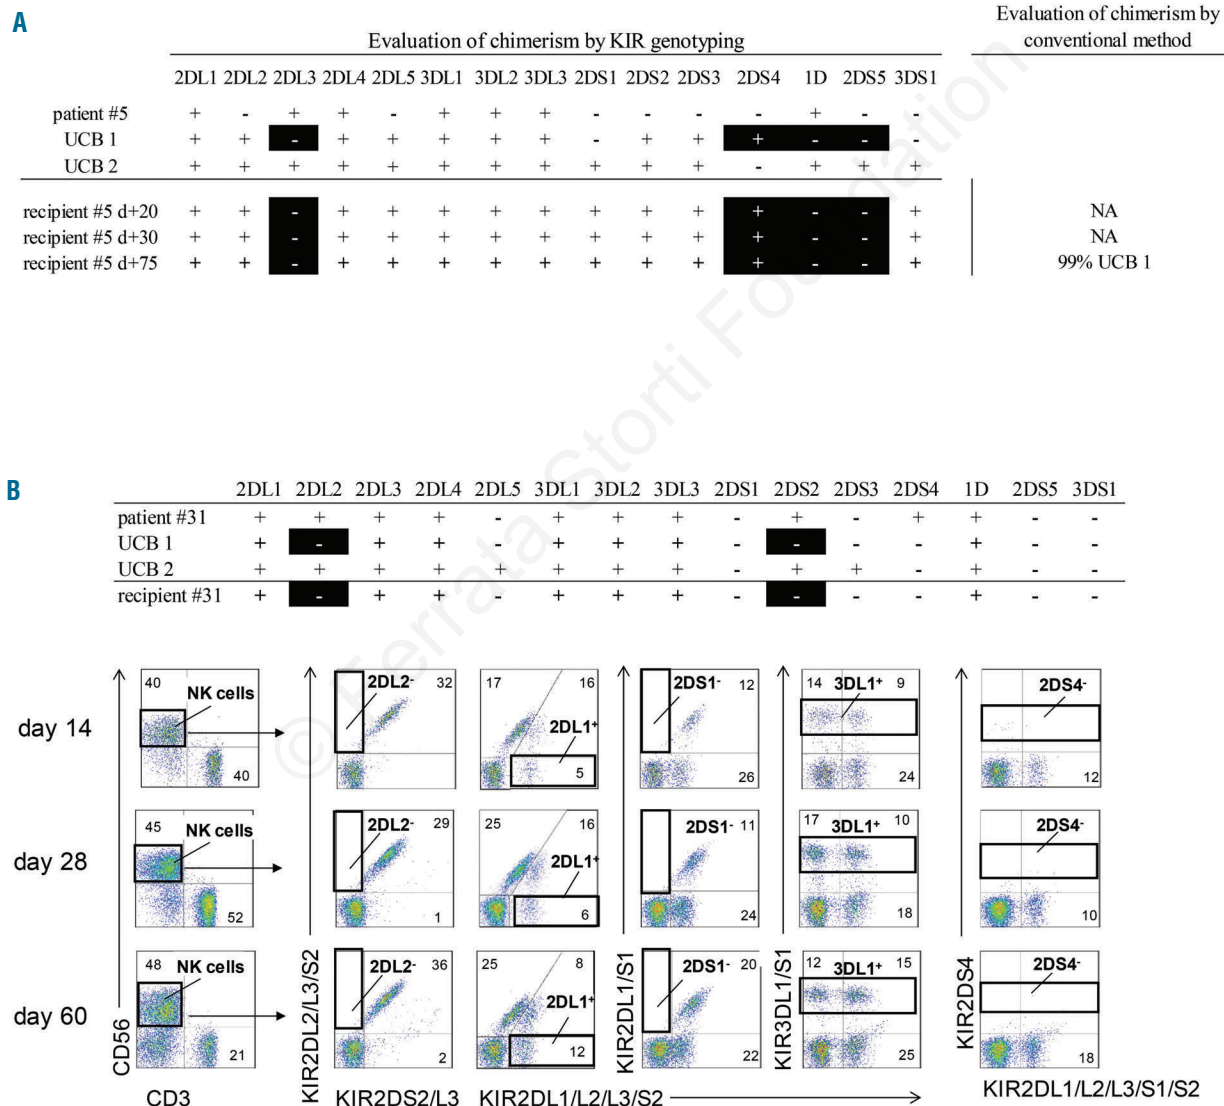 A
Evaluation of chimerism by KIR genotyping
Evaluation of chimerism by
conventional method
2DL1 2DL2 2DL3 2DL4 2DL5 3DL1 3DL2 3DL3 2DS1 2DS2 2DS3 2DS4 1D 2DS5 3DS1
patient #5 + - + + - + + + - - - - + - -
UCB 1 + + - + + + + + - + + + - - -
UCB 2 + + + + + + + + + + + - + + +
recipient #5 d+20 + + - + + + + + + + + + - - + NA
recipient #5 d+30 + + - + + + + + + + + + - - + NA
recipient #5 d+75 + + - + + + + + + + + + - - + 99% UCB 1
B
2DL1 2DL2 2DL3 2DL4 2DL5 3DL1 3DL2 3DL3 2DS1 2DS2 2DS3 2DS4 1D 2DS5 3DS1
patient #31 + + + + - + + + - + - + + - -
UCB 1 + - + + - + + + - - - - + - -
UCB 2 + + + + + + + + - + + - + - -
recipient #31 + - + + - + + + - - - - + - -
day 14
40 NK cells 40
2DL2- 32
17 16 2DL1+ 5
2DS1- 12 26
14 9 3DL1+ 24
2DS4- 12
day 28
45 NK cells 52
2DL2- 29 1
25 16 2DL1+ 6
2DS1- 11 24
17 10 3DL1+ 18
2DS4- 10
day 60
48 NK cells 21
2DL2- 36 2
25 8 2DL1+ 12
2DS1- 20 22
12 15 3DL1+ 25
2DS4- 18
CD56
KIR2DL2/L3/S2
KIR2DL1/S1
KIR3DL1/S1
KIR2DS4
CD3
KIR2DS2/L3
KIR2DL1/L2/L3/S2
KIR2DL1/L2/L3/S1/S2
© Ferrata Storti Foundation